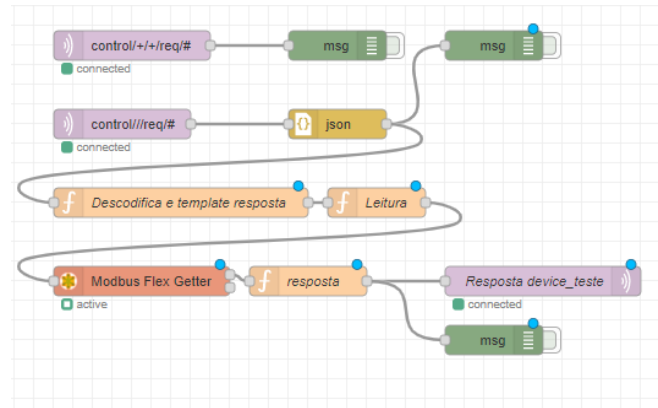 control/+/+/req/#
msg
msg
connected
control///req/#
json
connected
Descodifica e template resposta
Leitura
Modbus Flex Getter
resposta
Resposta device_teste
active
connected
msg